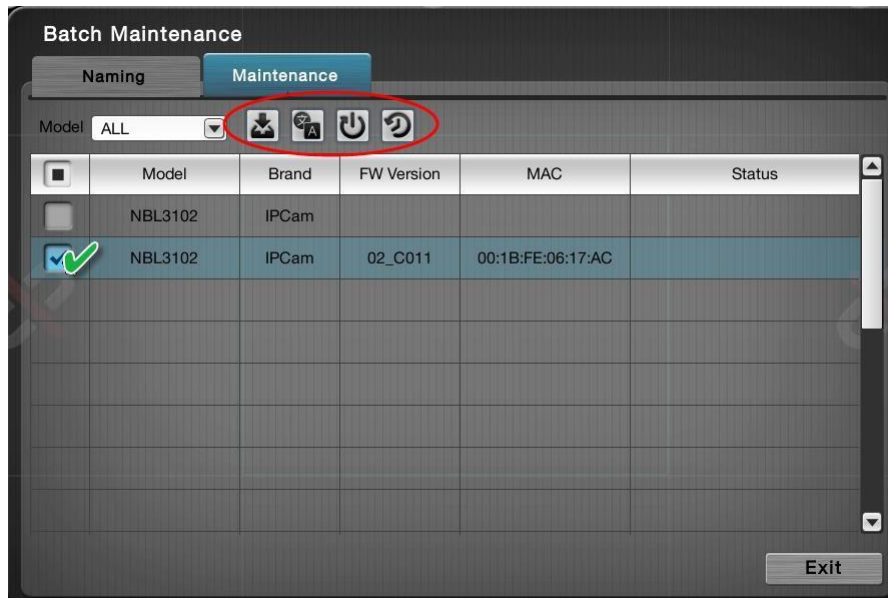 Batch Maintenance
Naming Maintenance
Model ALL 文 A
Model Brand FW Version MAC Status
NBL3102 IPCam
NBL3102 IPCam 02_C011 00:1B:FE:06:17:AC
Exit